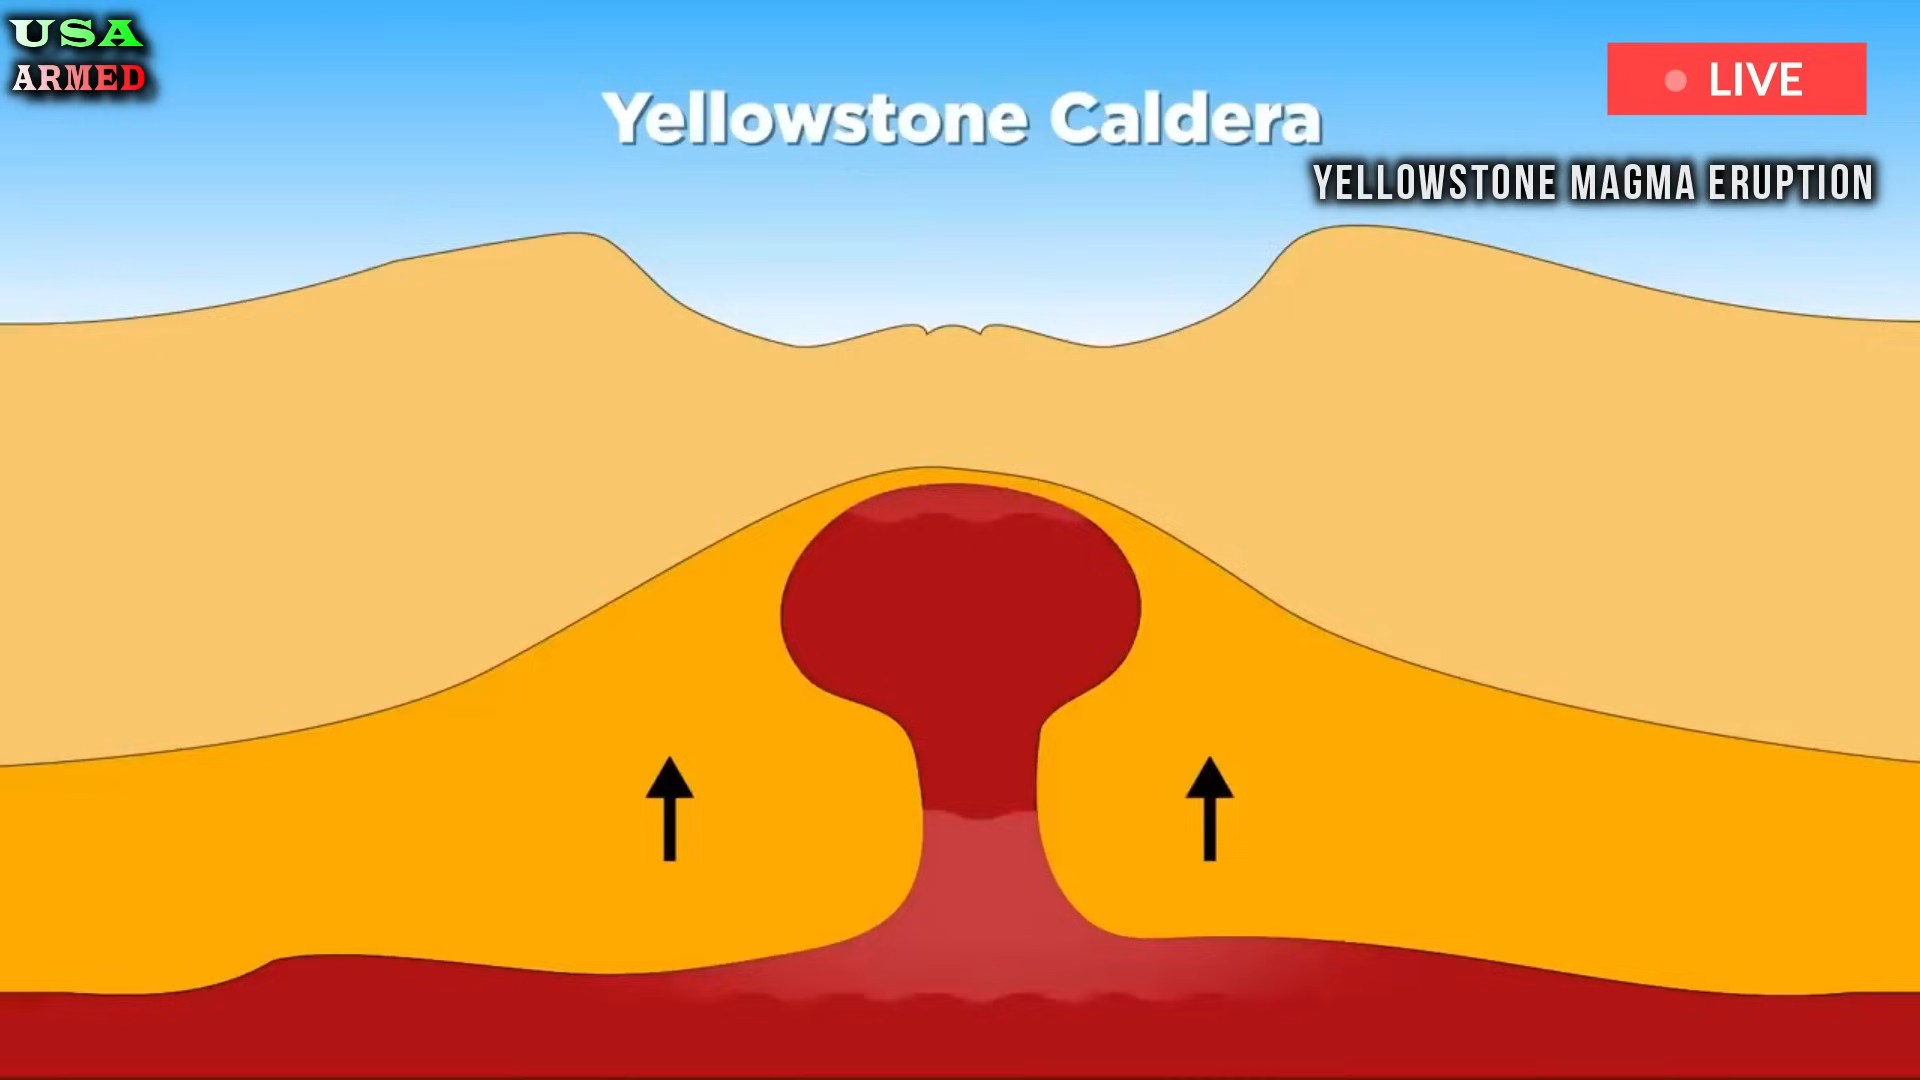 USA
ARMED
LIVE
Yellowstone Caldera
YELLOWSTONE MAGMA ERUPTION